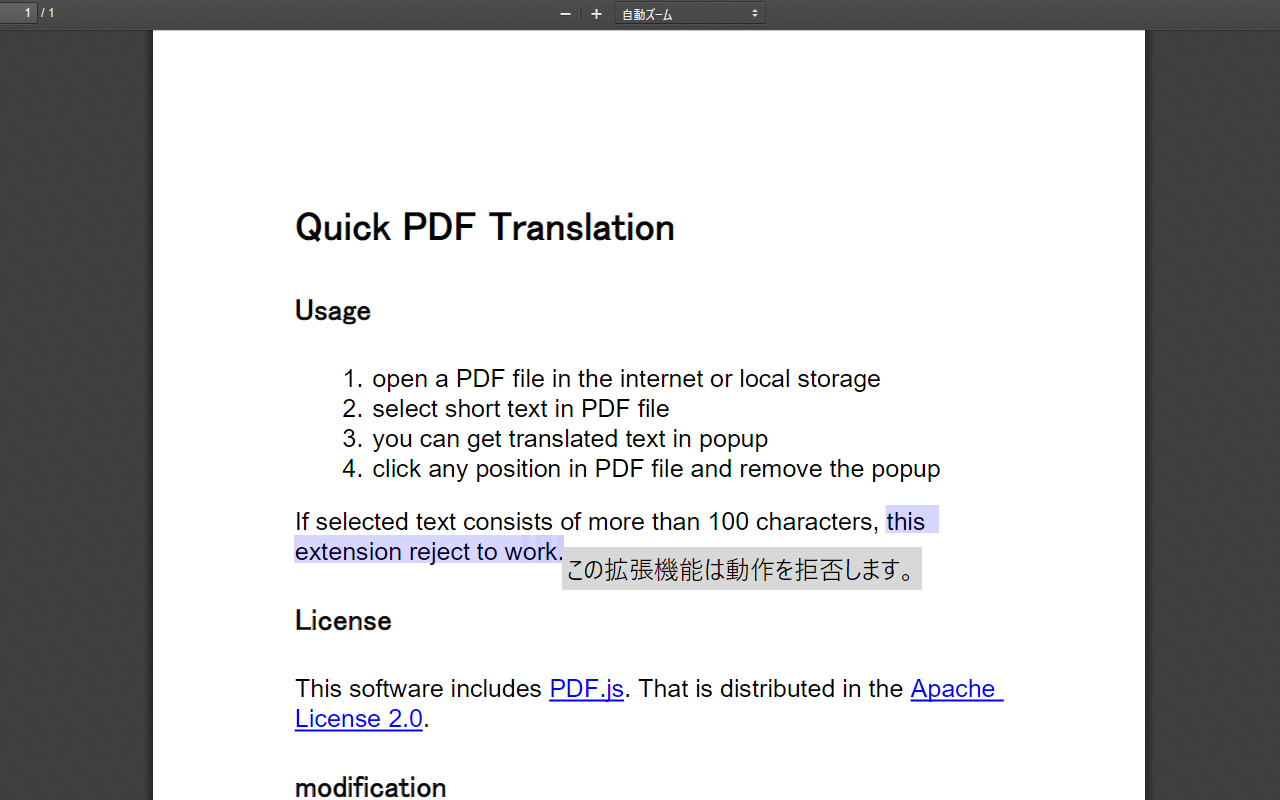 1 / 1
− + 自動ズーム
Quick PDF Translation
Usage
1. open a PDF file in the internet or local storage
2. select short text in PDF file
3. you can get translated text in popup
4. click any position in PDF file and remove the popup
If selected text consists of more than 100 characters, this
extension reject to work.
この拡張機能は動作を拒否します。
License
This software includes PDF.js. That is distributed in the Apache
License 2.0.
modification